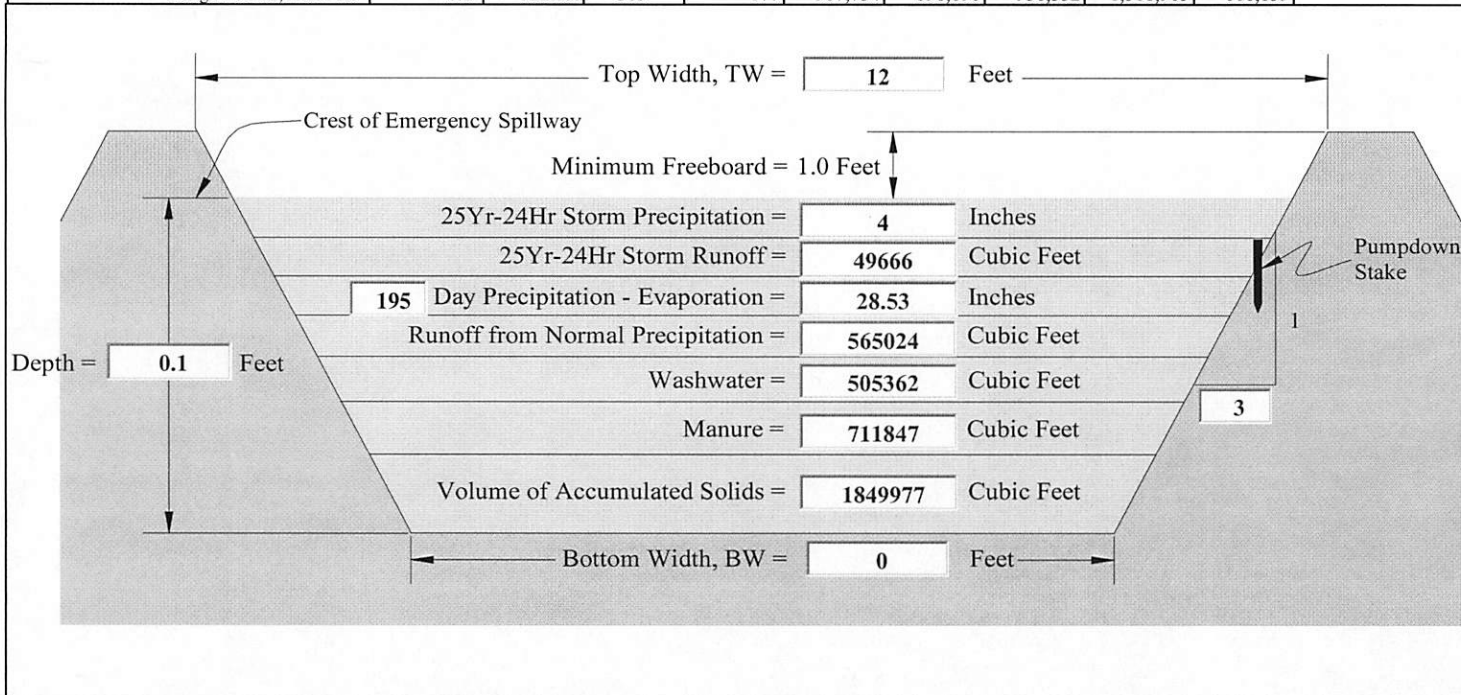 Top Width, TW = 12 Feet
Crest of Emergency Spillway
Minimum Freeboard = 1.0 Feet
25Yr-24Hr Storm Precipitation = 4 Inches
25Yr-24Hr Storm Runoff = 49666 Cubic Feet
Pumpdown
Stake
195 Day Precipitation - Evaporation = 28.53 Inches
1
Runoff from Normal Precipitation = 565024 Cubic Feet
Depth = 0.1 Feet
Washwater = 505362 Cubic Feet
3
Manure = 711847 Cubic Feet
Volume of Accumulated Solids = 1849977 Cubic Feet
Bottom Width, BW = 0 Feet